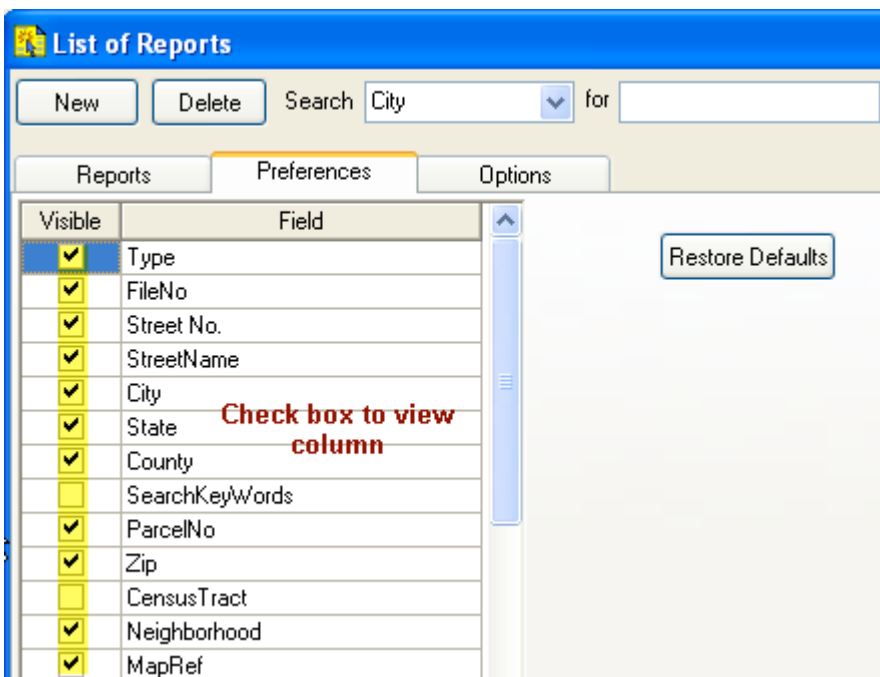 List of Reports
New Delete Search City for
Reports Preferences Options
Visible Field
Restore Defaults
Type
FileNo
Street No.
StreetName
City
State
County
Check box to view
column
SearchKeyWords
ParcelNo
Zip
CensusTract
Neighborhood
MapRef